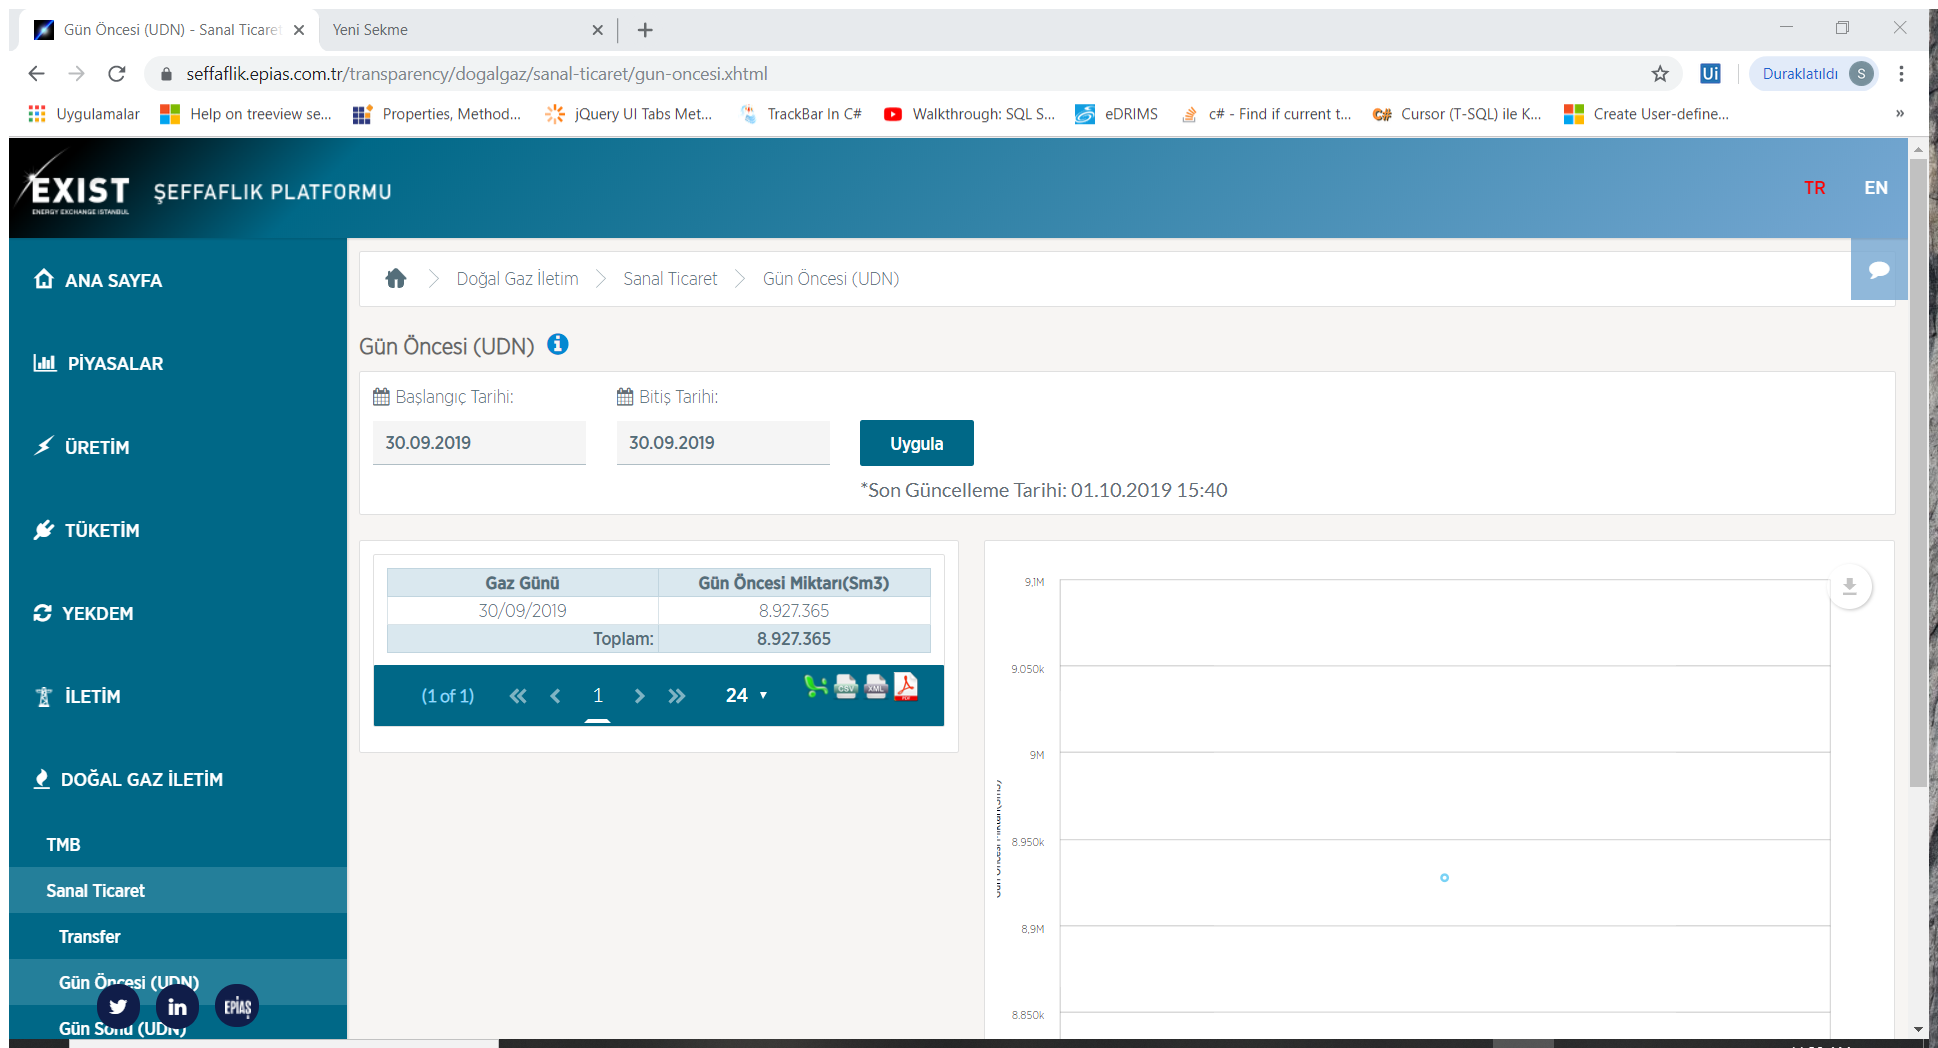 Gün Öncesi (UDN) - Sanal Ticaret
Yeni Sekme
seffaflik.epias.com.tr/transparency/dogalgaz/sanal-ticaret/gun-oncesi.xhtml
Ui
Duraklatıldı
S
Uygulamalar
Help on treeview se...
Properties, Method...
jQuery UI Tabs Met...
TrackBar In C#
Walkthrough: SQL S...
eDRIMS
c# - Find if current t...
C#
Cursor (T-SQL) ile K...
Create User-define...
»
EXIST
ENERGY EXCHANGE ISTANBUL
ŞEFFAFLIK PLATFORMU
TR
EN
ANA SAYFA
PİYASALAR
ÜRETİM
TÜKETİM
YEKDEM
İLETİM
DOĞAL GAZ İLETİM
TMB
Sanal Ticaret
Transfer
Gün Öncesi (UDN)
Gün Sonu (UDN)
in
EPİAŞ
Doğal Gaz İletim
Sanal Ticaret
Gün Öncesi (UDN)
Gün Öncesi (UDN)
Başlangıç Tarihi:
Bitiş Tarihi:
30.09.2019
30.09.2019
Uygula
*Son Güncelleme Tarihi: 01.10.2019 15:40
Gaz Günü
Gün Öncesi Miktarı(Sm3)
30/09/2019
8.927.365
Toplam:
8.927.365
(1 of 1)
1
24
CSV
XML
PDF
9.1M
9.050k
9M
8.950k
8.9M
8.850k